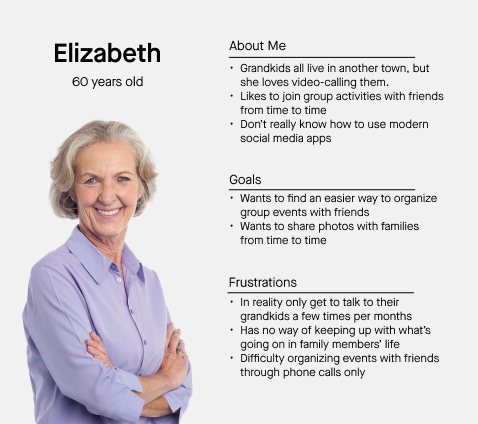 Elizabeth
60 years old
About Me
• Grandkids all live in another town, but
she loves video-calling them.
• Likes to join group activities with friends
from time to time
• Don't really know how to use modern
social media apps
Goals
• Wants to find an easier way to organize
group events with friends
• Wants to share photos with families
from time to time
Frustrations
• In reality only get to talk to their
grandkids a few times per months
• Has no way of keeping up with what's
going on in family members' life
• Difficulty organizing events with friends
through phone calls only